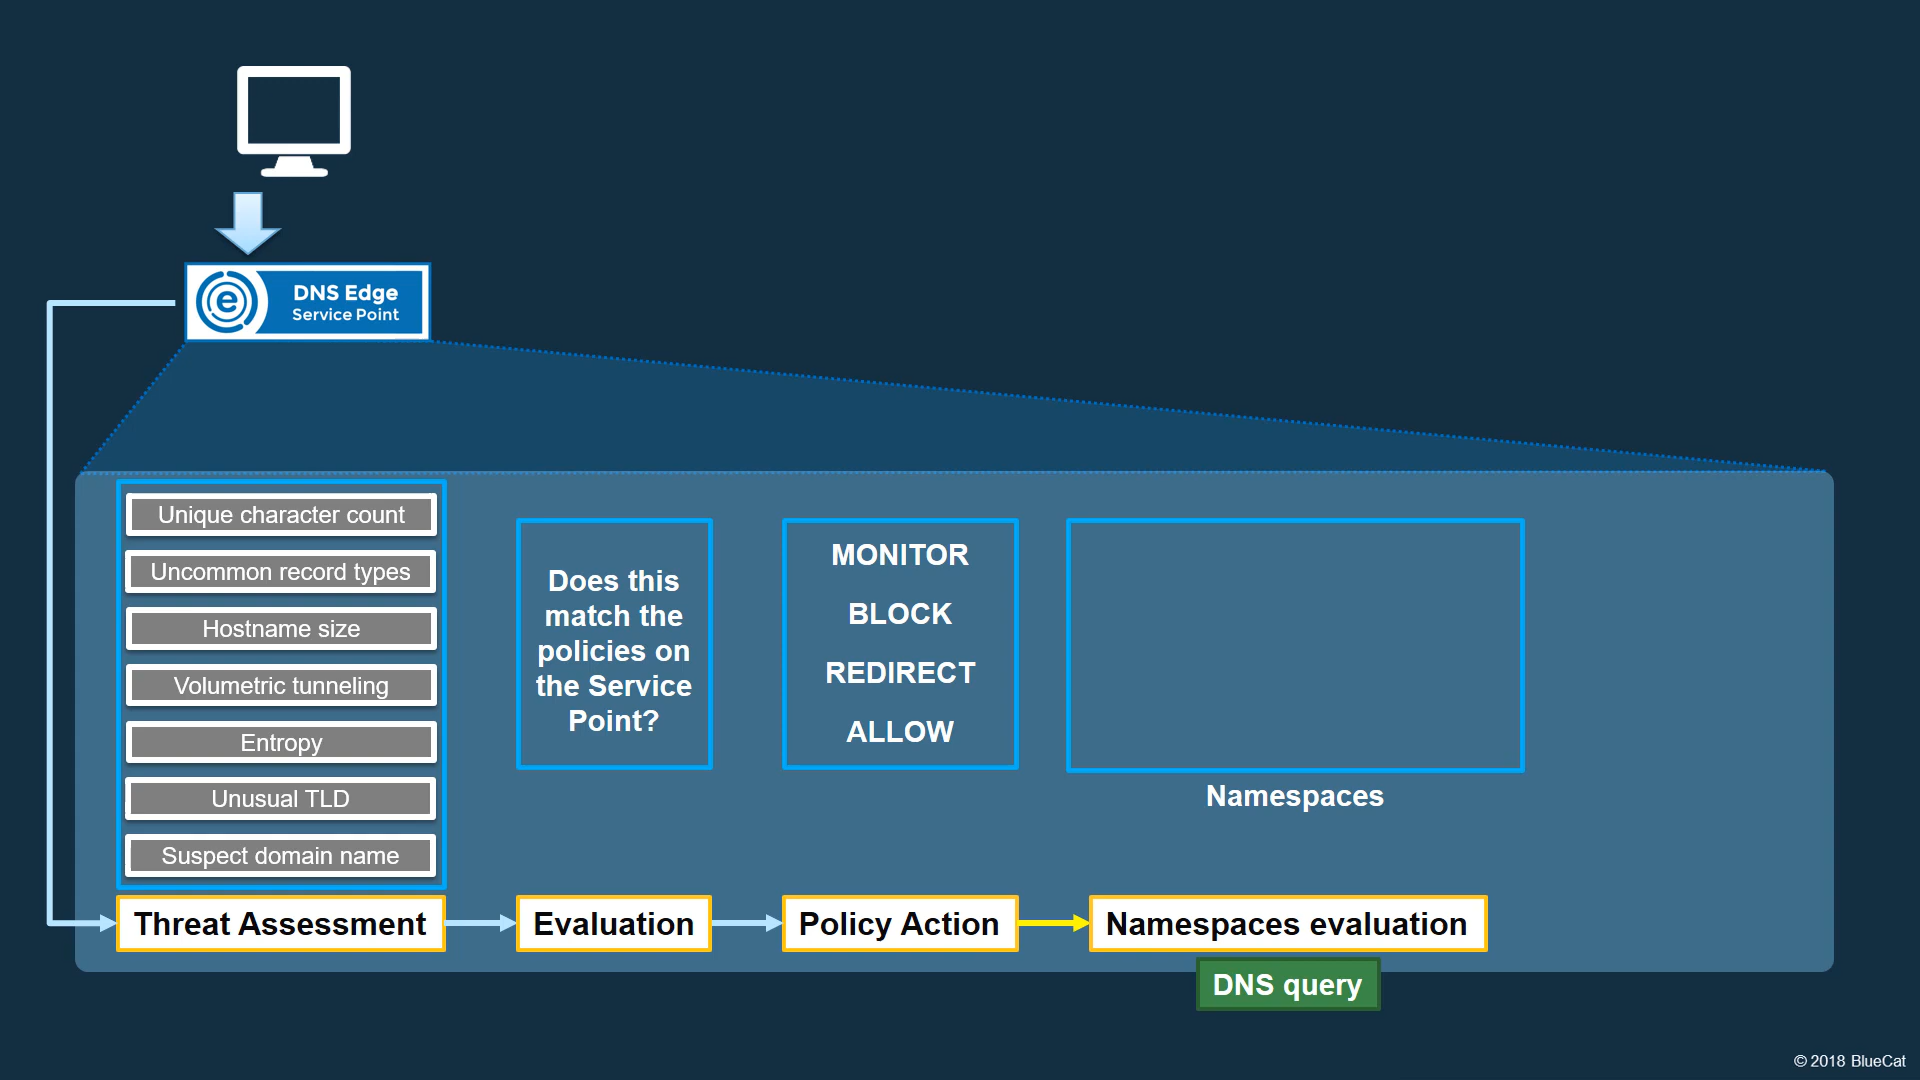 e
DNS Edge
Service Point
Unique character count
Uncommon record types
Hostname size
Volumetric tunneling
Entropy
Unusual TLD
Suspect domain name
Does this
match the
policies on
the Service
Point?
MONITOR
BLOCK
REDIRECT
ALLOW
Namespaces
Threat Assessment
Evaluation
Policy Action
Namespaces evaluation
DNS query
© 2018 BlueCat